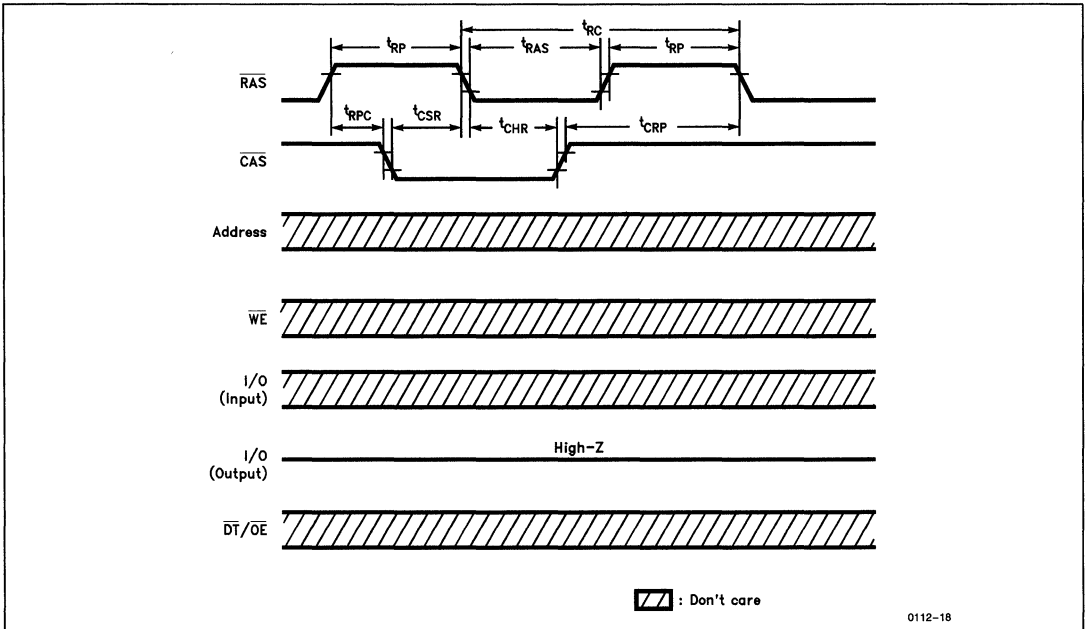 tRC
tRP tRAS tRP
RAS
tRPC tCSR tCHR tCRP
CAS
Address
WE
I/O
(Input)
High-Z
I/O
(Output)
DT/OE
: Don't care
0112-18